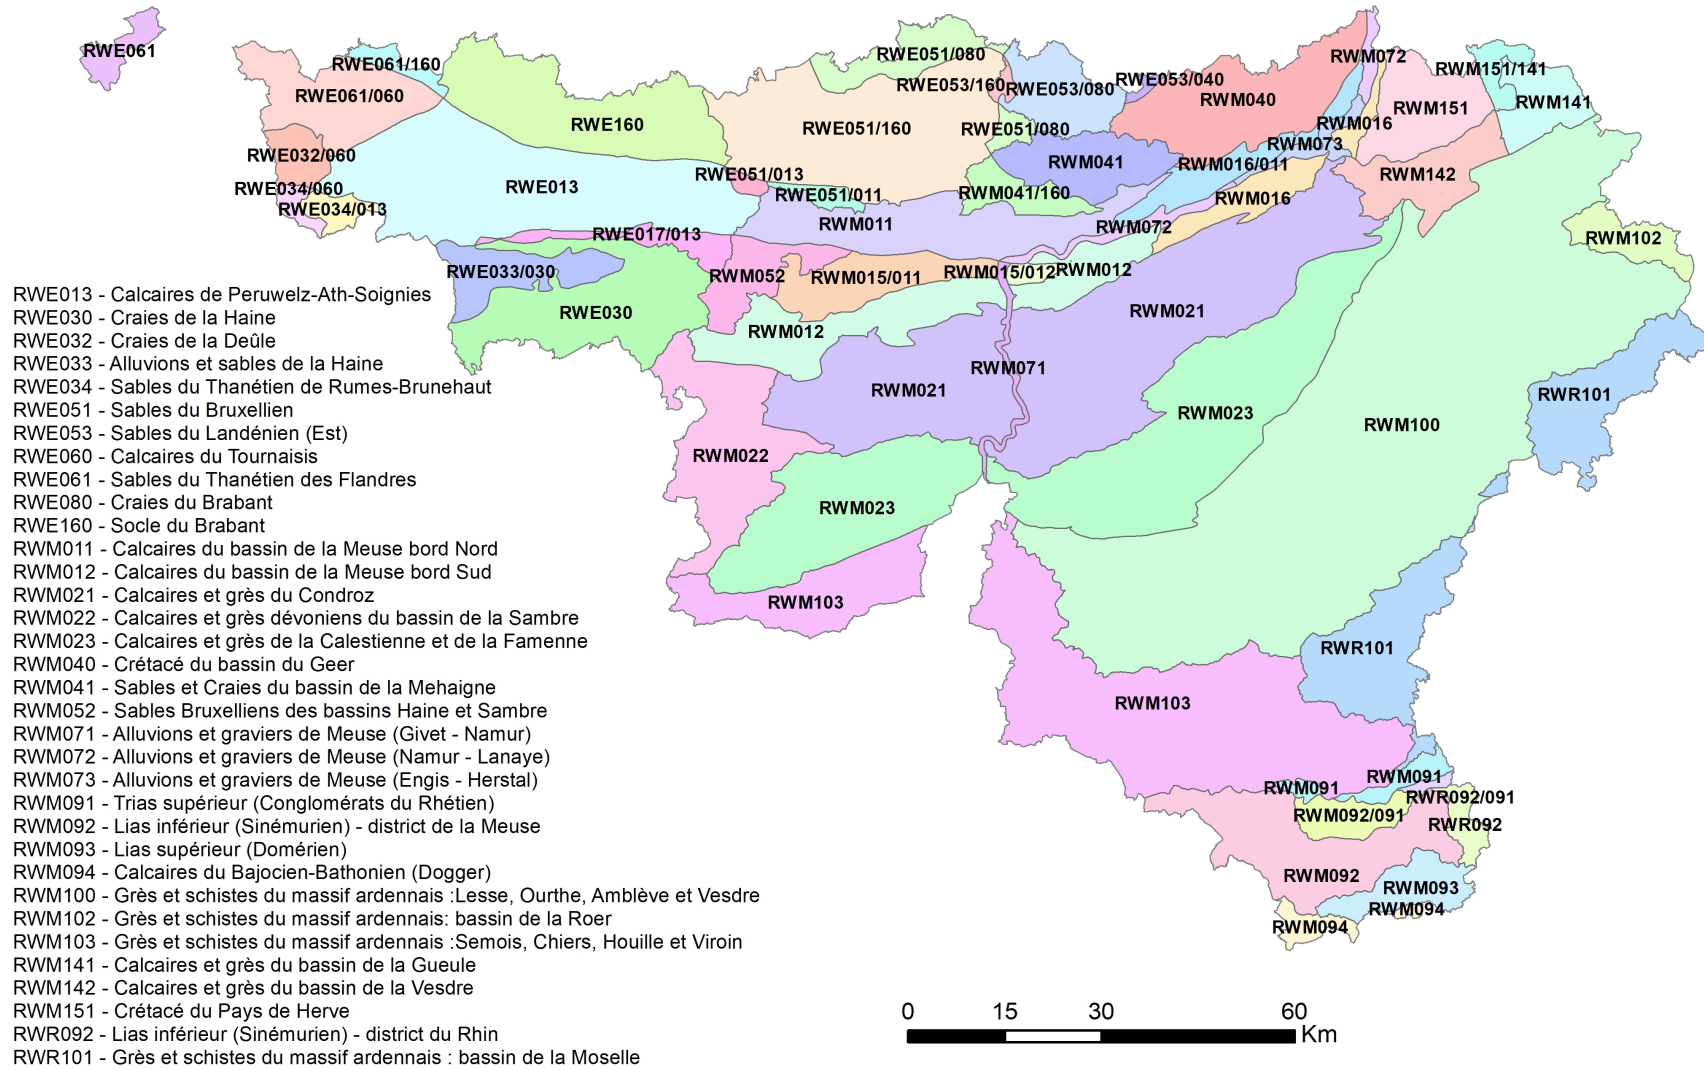 RWE061
RWE061/160
RWE061/060
RWE160
RWE051/080
RWE053/160
RWE053/080
RWE053/040
RWM072
RWM151/141
RWM040
RWM151
RWM141
RWE051/160
RWE051/080
RWM016
RWM073
RWE032/060
RWM041
RWM016/011
RWM142
RWE034/060
RWE013
RWE051/013
RWE051/011
RWM041/160
RWM016
RWE034/013
RWM011
RWM072
RWE017/013
RWM102
RWE033/030
RWM052
RWM015/011
RWM015/012
RWM012
RWE030
RWM021
RWM012
RWM071
RWM021
RWR101
RWM023
RWM100
RWM022
RWM023
RWM103
RWR101
RWM103
RWM091
RWM091
RWR092/091
RWM092/091
RWR092
RWM092
RWM093
RWM094
RWM094
RWE013 - Calcaires de Peruwelz-Ath-Soignies
RWE030 - Craies de la Haine
RWE032 - Craies de la Deûle
RWE033 - Alluvions et sables de la Haine
RWE034 - Sables du Thanétien de Rumes-Brunehaut
RWE051 - Sables du Bruxellien
RWE053 - Sables du Landénien (Est)
RWE060 - Calcaires du Tournaisis
RWE061 - Sables du Thanétien des Flandres
RWE080 - Craies du Brabant
RWE160 - Socle du Brabant
RWM011 - Calcaires du bassin de la Meuse bord Nord
RWM012 - Calcaires du bassin de la Meuse bord Sud
RWM021 - Calcaires et grès du Condroz
RWM022 - Calcaires et grès dévoniens du bassin de la Sambre
RWM023 - Calcaires et grès de la Calestienne et de la Famenne
RWM040 - Crétacé du bassin du Geer
RWM041 - Sables et Craies du bassin de la Mehaigne
RWM052 - Sables Bruxelliens des bassins Haine et Sambre
RWM071 - Alluvions et graviers de Meuse (Givet - Namur)
RWM072 - Alluvions et graviers de Meuse (Namur - Lanaye)
RWM073 - Alluvions et graviers de Meuse (Engis - Herstal)
RWM091 - Trias supérieur (Conglomérats du Rhétien)
RWM092 - Lias inférieur (Sinémurien) - district de la Meuse
RWM093 - Lias supérieur (Domérien)
RWM094 - Calcaires du Bajocien-Bathonien (Dogger)
RWM100 - Grès et schistes du massif ardennais :Lesse, Ourthe, Amblève et Vesdre
RWM102 - Grès et schistes du massif ardennais: bassin de la Roer
RWM103 - Grès et schistes du massif ardennais :Semois, Chiers, Houille et Viroin
RWM141 - Calcaires et grès du bassin de la Gueule
RWM142 - Calcaires et grès du bassin de la Vesdre
RWM151 - Crétacé du Pays de Herve
RWR092 - Lias inférieur (Sinémurien) - district du Rhin
RWR101 - Grès et schistes du massif ardennais : bassin de la Moselle
0 15 30 60
Km